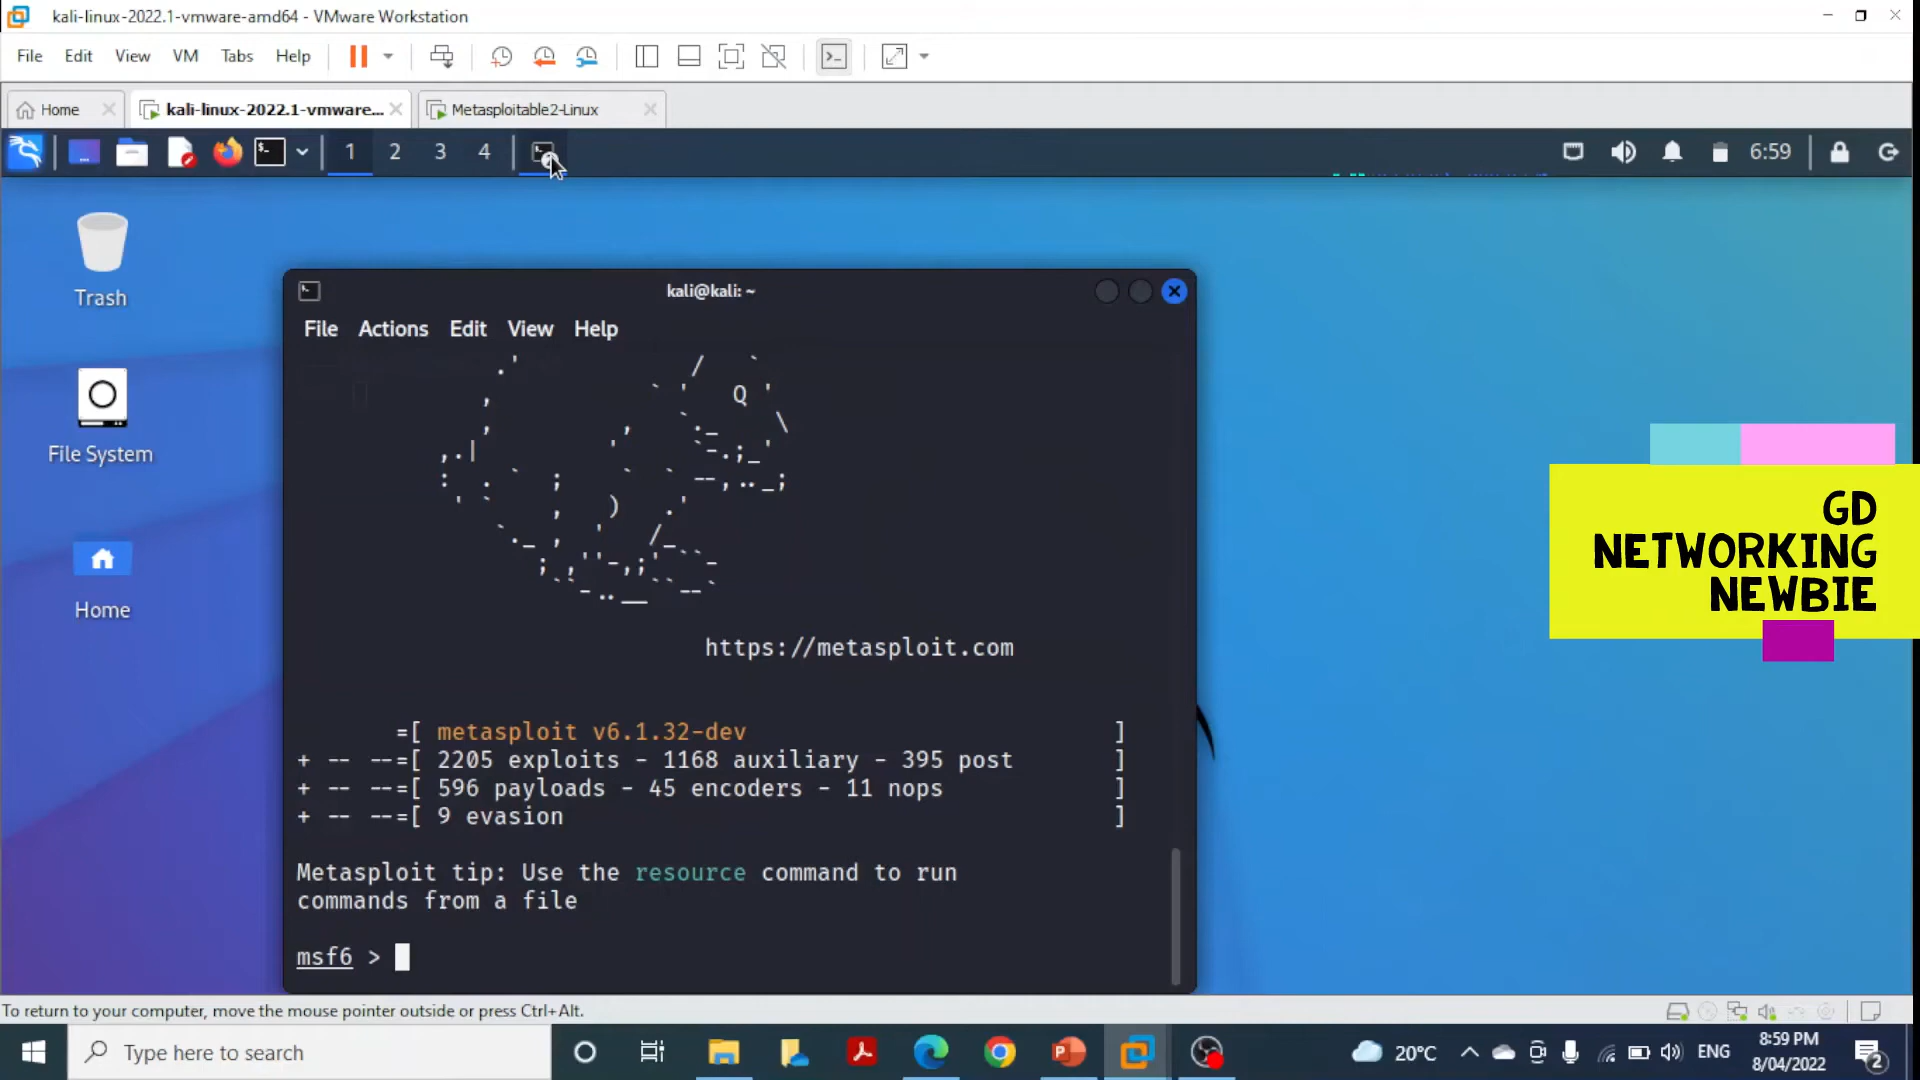 kali-linux-2022.1-vmware-amd64 - VMware Workstation
File Edit View VM Tabs Help
Home kali-linux-2022.1-vmware... Metasploitable2-Linux
1 2 3 4 6:59
Trash
File System
Home
kali@kali: ~
File Actions Edit View Help
https://metasploit.com
=[ metasploit v6.1.32-dev ]
+ -- --=[ 2205 exploits - 1168 auxiliary - 395 post ]
+ -- --=[ 596 payloads - 45 encoders - 11 nops ]
+ -- --=[ 9 evasion ]
Metasploit tip: Use the resource command to run
commands from a file
msf6 >
GD
NETWORKING
NEWBIE
To return to your computer, move the mouse pointer outside or press Ctrl+Alt.
Type here to search
20°C
ENG
8:59 PM
8/04/2022
2